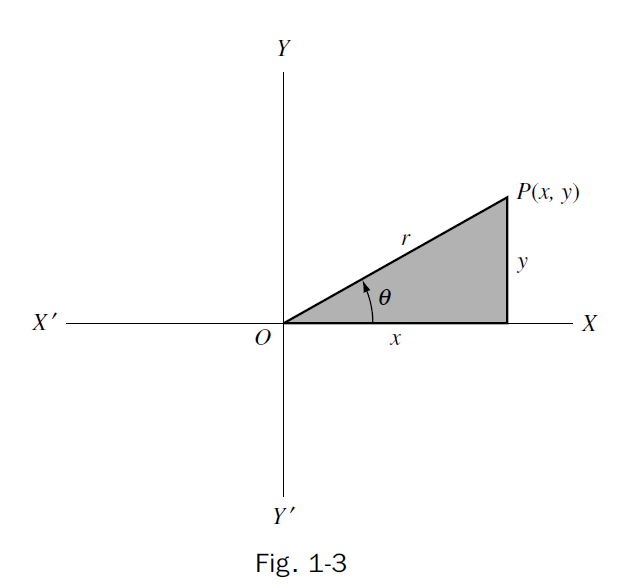 Y
P(x, y)
r
y
θ
X′
X
O
x
Y′
Fig. 1-3